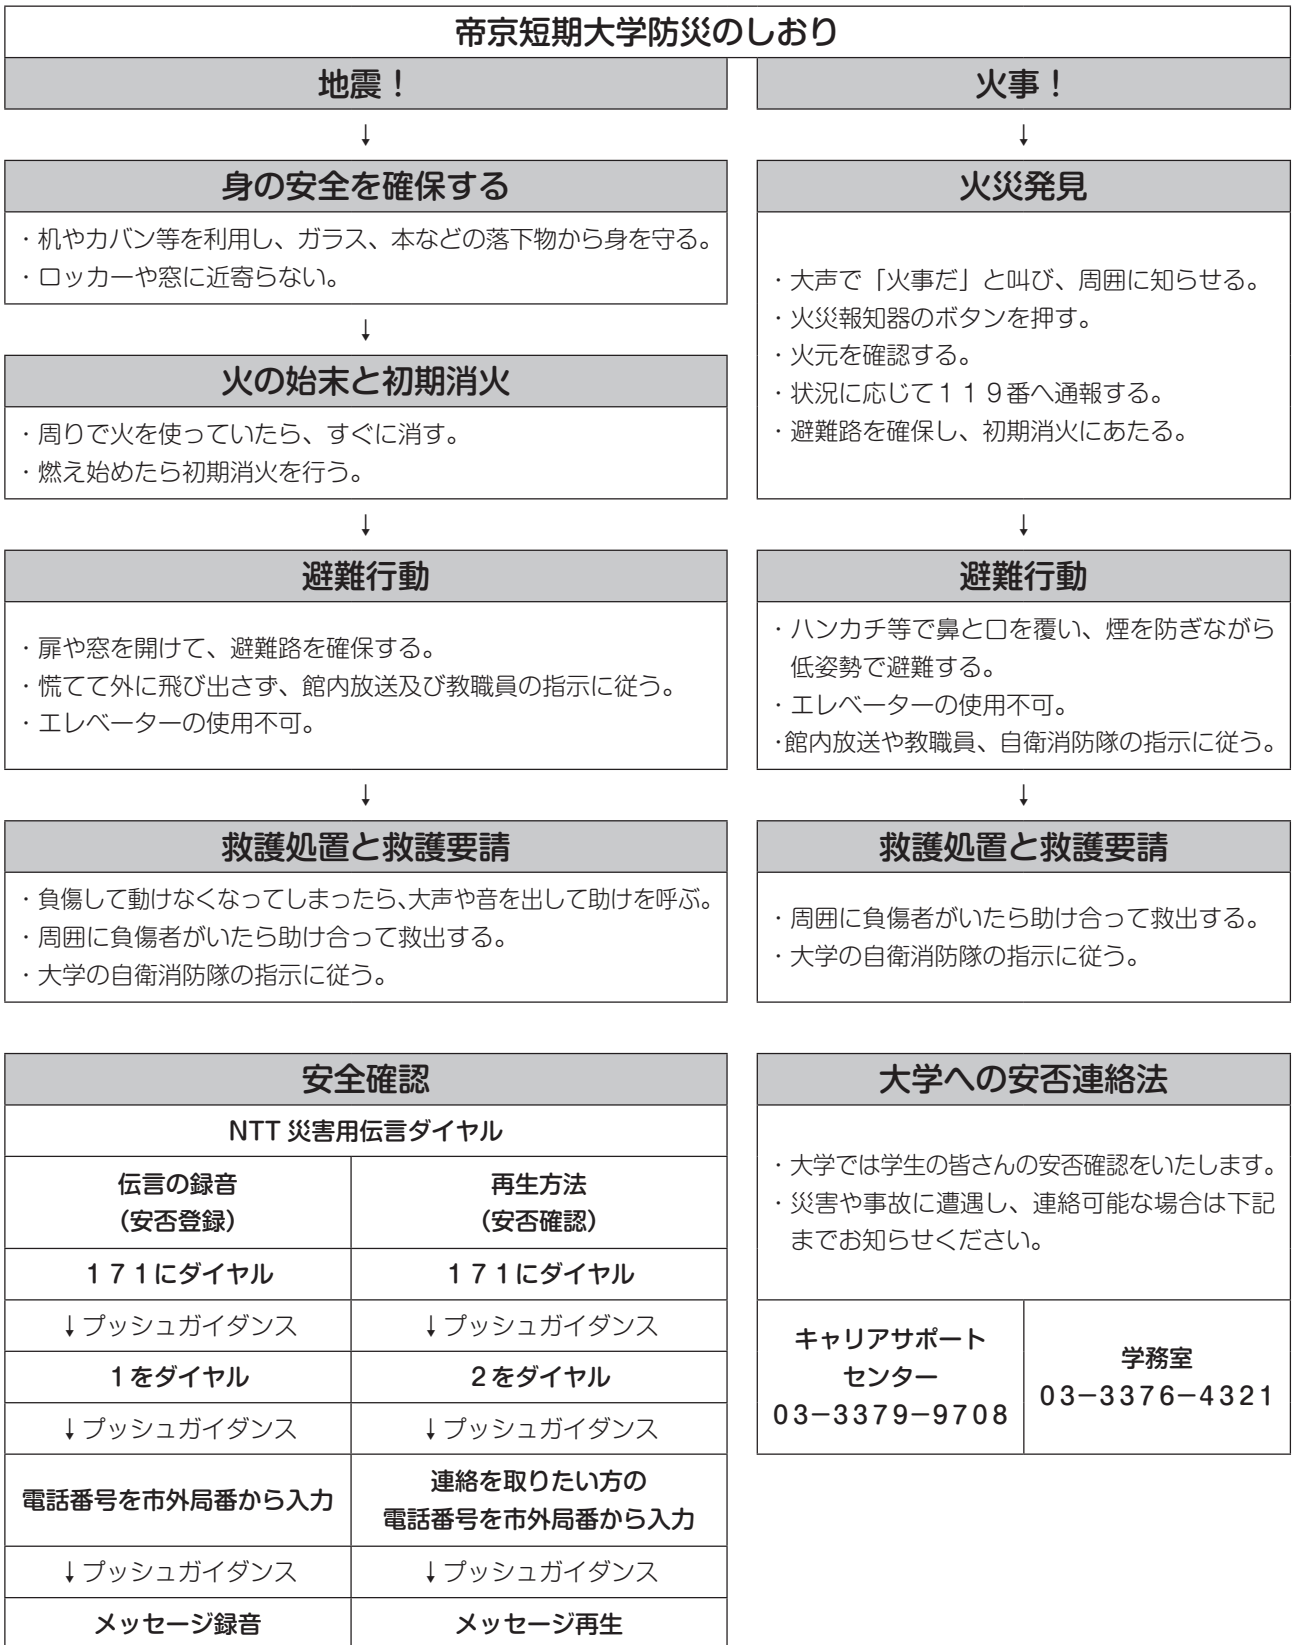 帝京短期大学防災のしおり
地震！
↓
身の安全を確保する
・机やカバン等を利用し、ガラス、本などの落下物から身を守る。
・ロッカーや窓に近寄らない。
↓
火の始末と初期消火
・周りで火を使っていたら、すぐに消す。
・燃え始めたら初期消火を行う。
↓
避難行動
・扉や窓を開けて、避難路を確保する。
・慌てて外に飛び出さず、館内放送及び教職員の指示に従う。
・エレベーターの使用不可。
↓
救護処置と救護要請
・負傷して動けなくなってしまったら、大声や音を出して助けを呼ぶ。
・周囲に負傷者がいたら助け合って救出する。
・大学の自衛消防隊の指示に従う。
火事！
↓
火災発見
・大声で「火事だ」と叫び、周囲に知らせる。
・火災報知器のボタンを押す。
・火元を確認する。
・状況に応じて１１９番へ通報する。
・避難路を確保し、初期消火にあたる。
↓
避難行動
・ハンカチ等で鼻と口を覆い、煙を防ぎながら
低姿勢で避難する。
・エレベーターの使用不可。
・館内放送や教職員、自衛消防隊の指示に従う。
↓
救護処置と救護要請
・周囲に負傷者がいたら助け合って救出する。
・大学の自衛消防隊の指示に従う。
安全確認
NTT 災害用伝言ダイヤル
伝言の録音
（安否登録）
再生方法
（安否確認）
１７１にダイヤル
１７１にダイヤル
↓プッシュガイダンス
↓プッシュガイダンス
１をダイヤル
２をダイヤル
↓プッシュガイダンス
↓プッシュガイダンス
電話番号を市外局番から入力
連絡を取りたい方の
電話番号を市外局番から入力
↓プッシュガイダンス
↓プッシュガイダンス
メッセージ録音
メッセージ再生
大学への安否連絡法
・大学では学生の皆さんの安否確認をいたします。
・災害や事故に遭遇し、連絡可能な場合は下記
までお知らせください。
キャリアサポート
センター
０３−３３７９−９７０８
学務室
０３−３３７６−４３２１